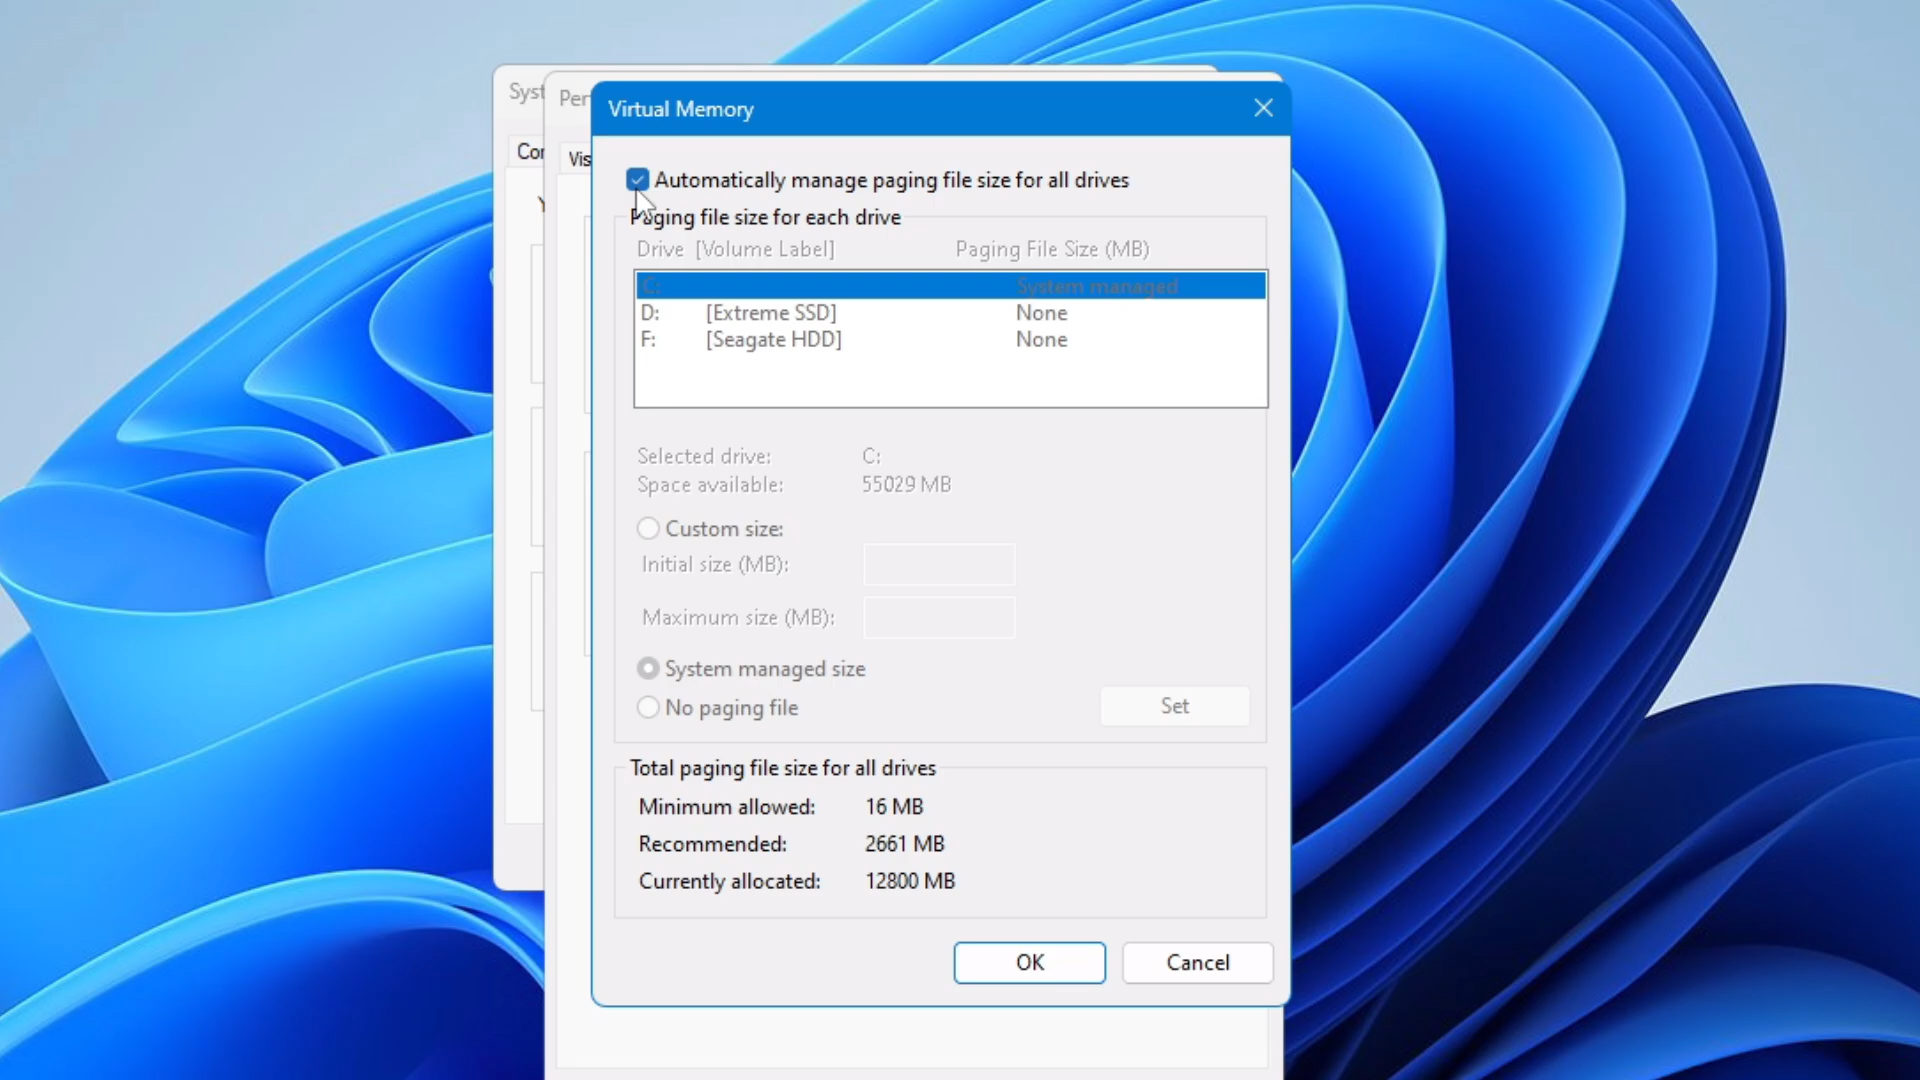 Syst
Per
Virtual Memory
Cor
Vis
Automatically manage paging file size for all drives
Paging file size for each drive
Drive [Volume Label] Paging File Size (MB)
C: System managed
D: [Extreme SSD] None
F: [Seagate HDD] None
Selected drive: C:
Space available: 55029 MB
Custom size:
Initial size (MB):
Maximum size (MB):
System managed size
No paging file
Set
Total paging file size for all drives
Minimum allowed: 16 MB
Recommended: 2661 MB
Currently allocated: 12800 MB
OK Cancel